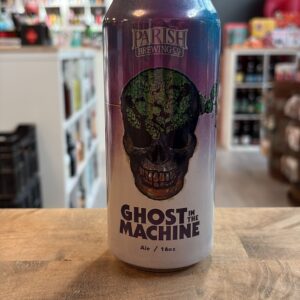 PARISH
BREWING CO
GHOST IN THE
MACHINE
Ale / 16oz